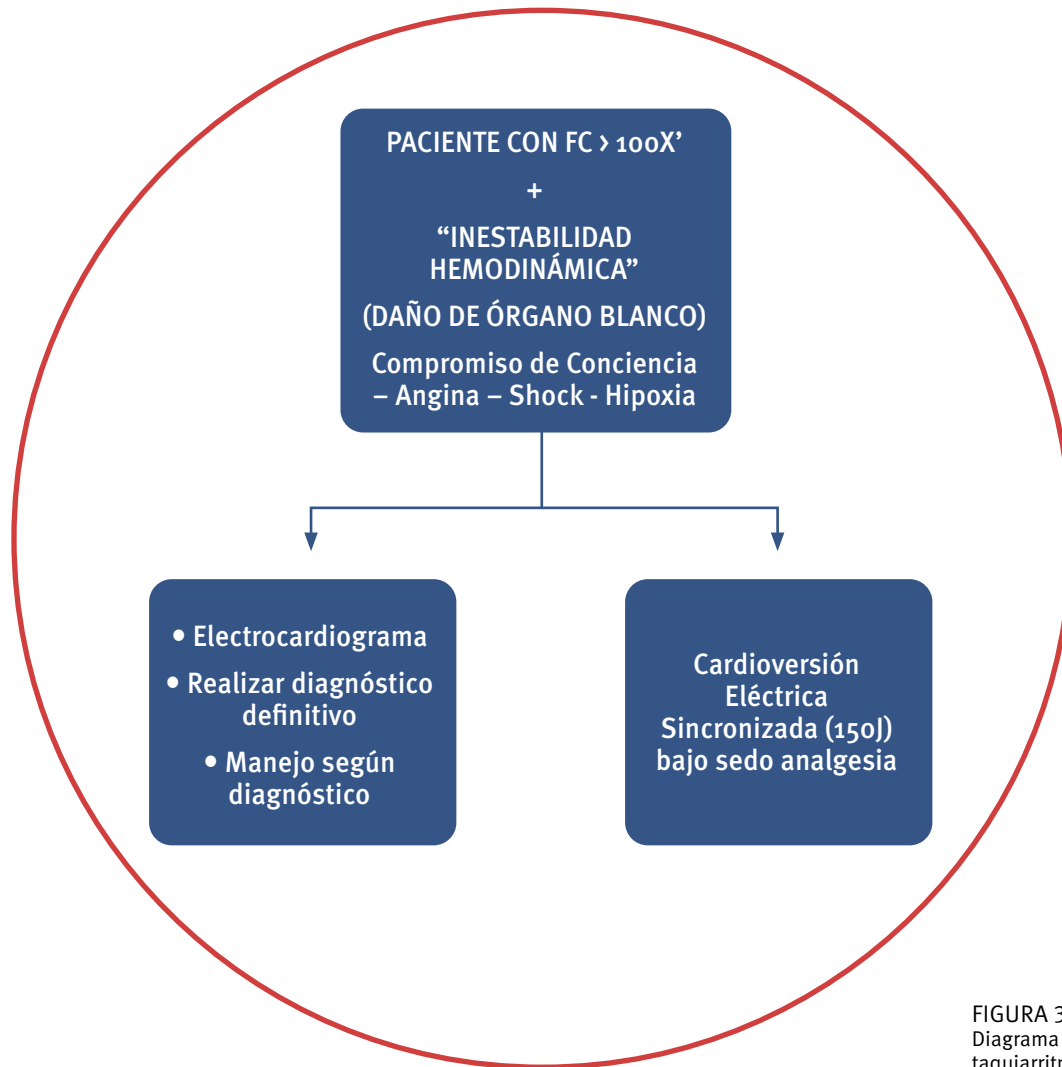 PACIENTE CON FC > 100X’
+
“INESTABILIDAD
HEMODINÁMICA”
(DAÑO DE ÓRGANO BLANCO)
Compromiso de Conciencia
– Angina – Shock - Hipoxia
• Electrocardiograma
• Realizar diagnóstico
definitivo
• Manejo según
diagnóstico
Cardioversión
Eléctrica
Sincronizada (150J)
bajo sedo analgesia
FIGURA 3
Diagrama